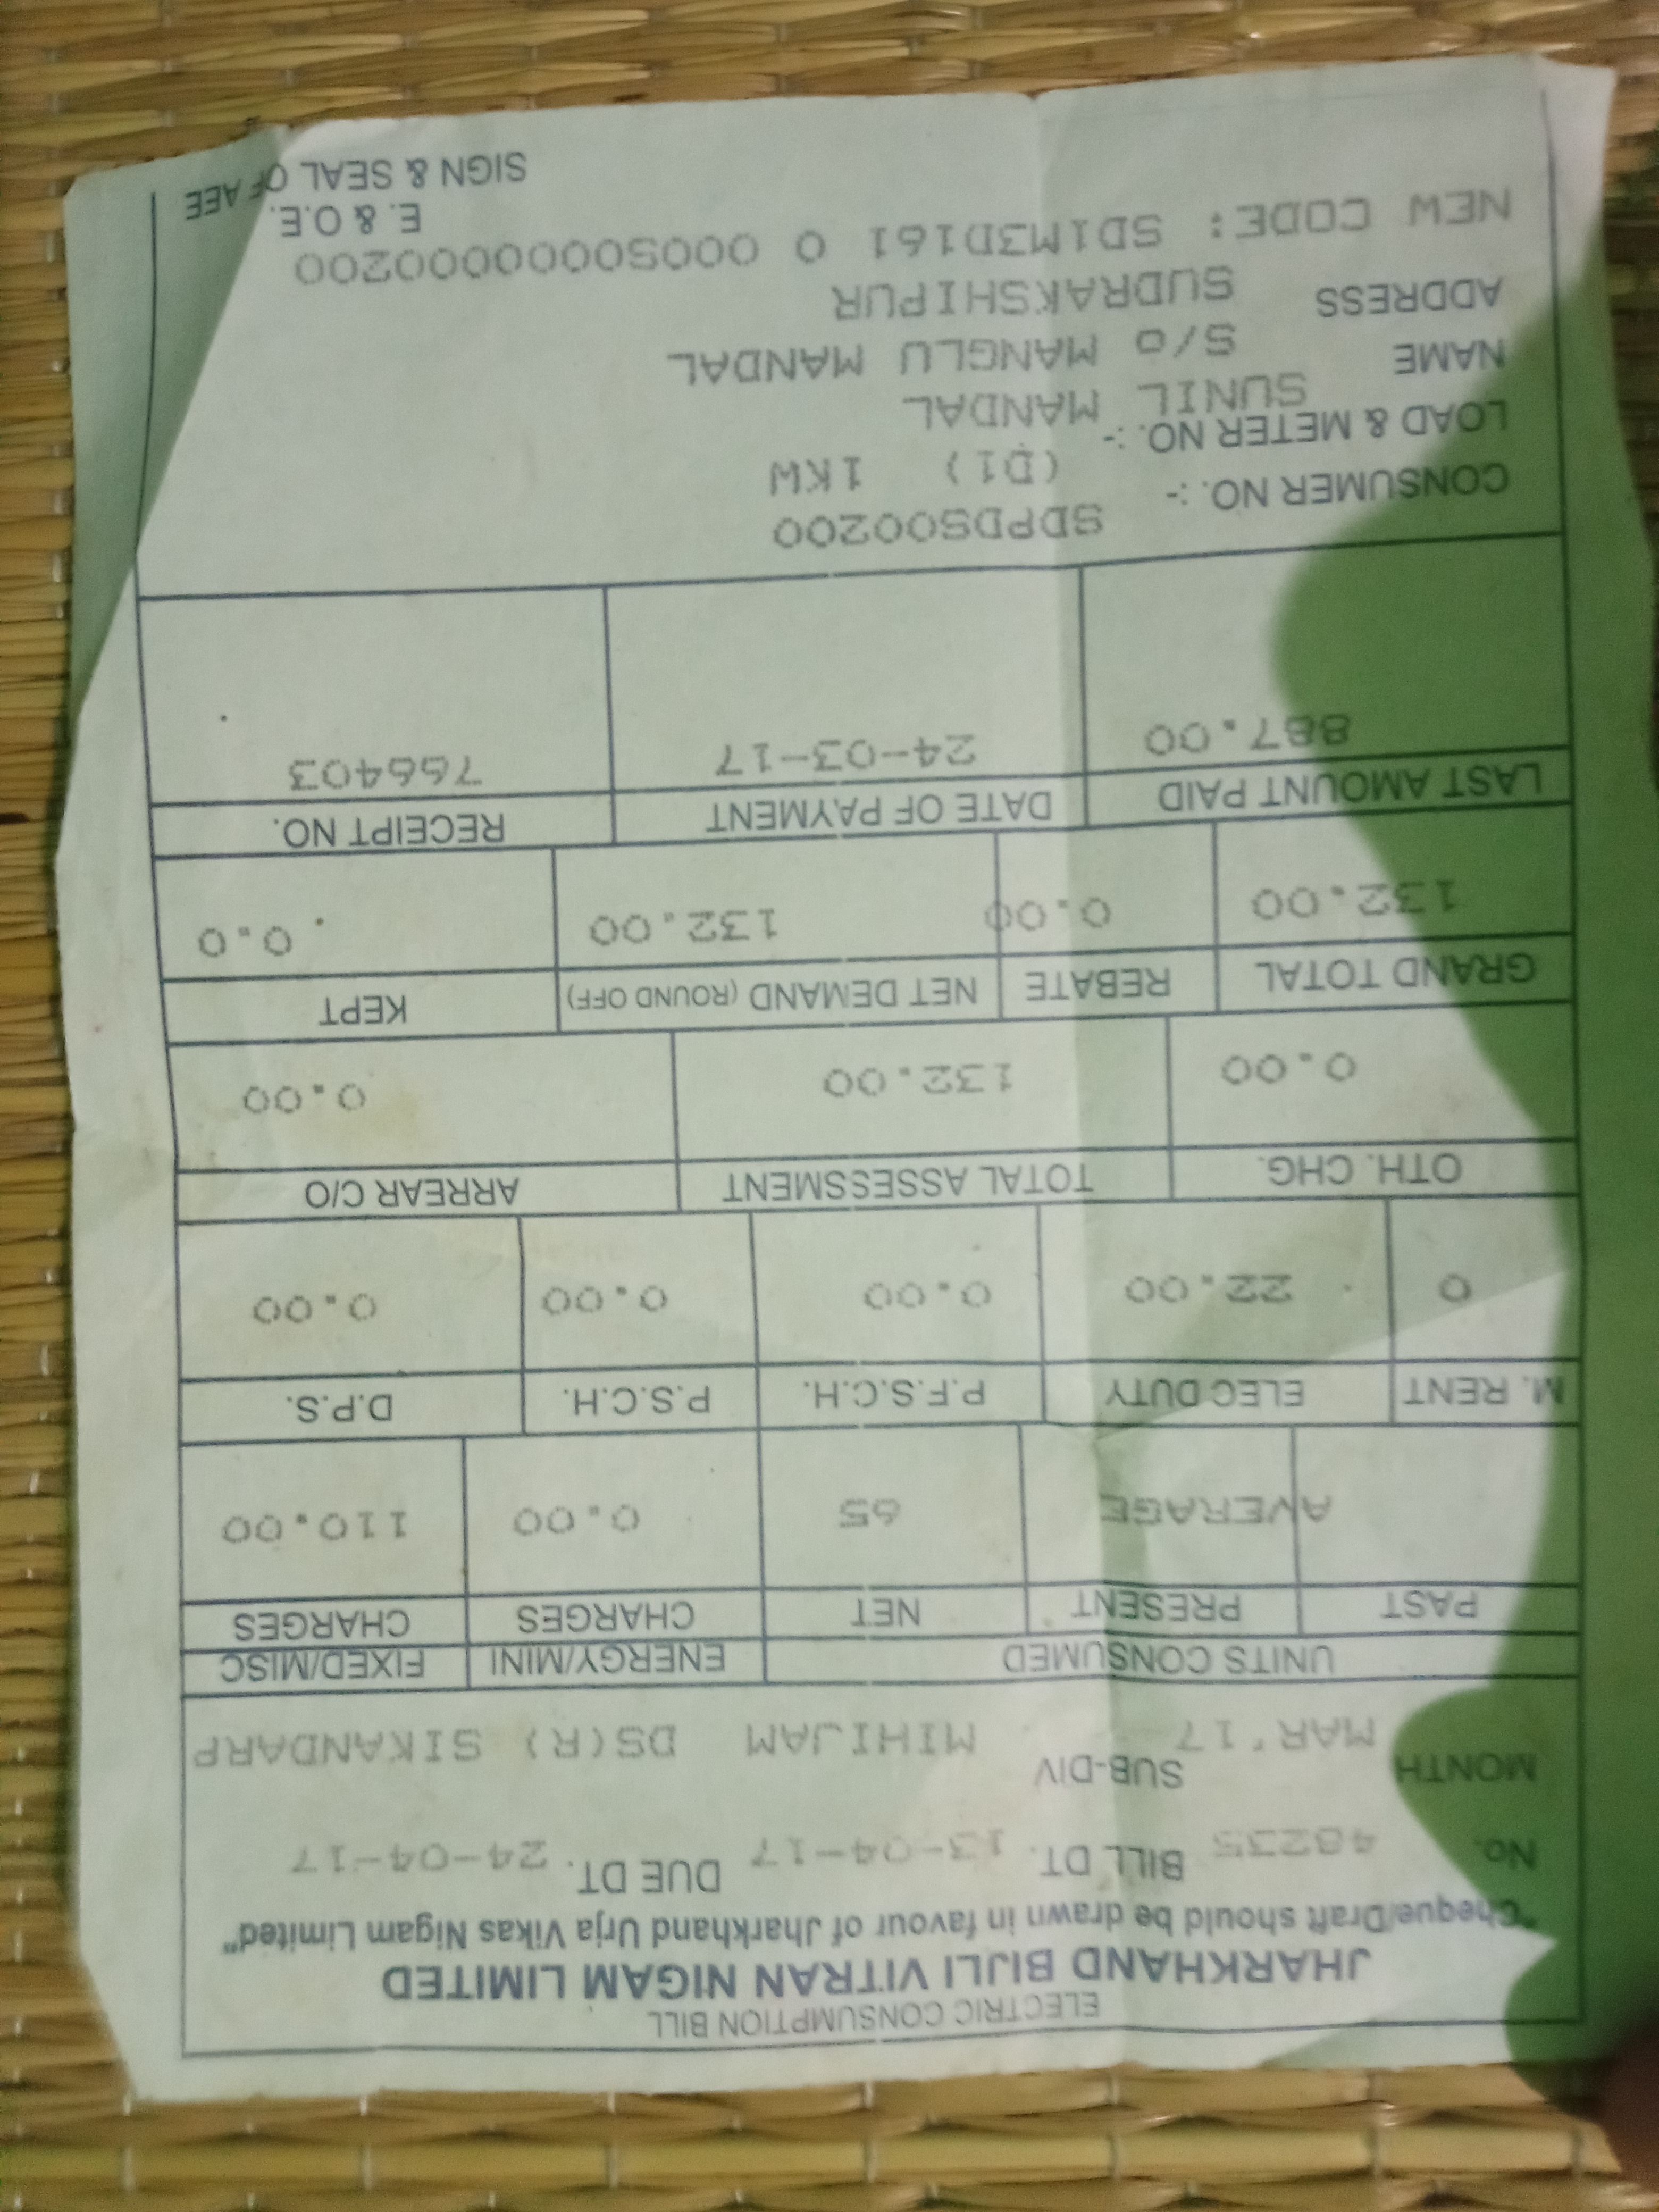 ELECTRIC CONSUMPTION BILL
JHARKHAND BIJLI VITRAN NIGAM LIMITED
"Cheque/Draft should be drawn in favour of Jharkhand Urja Vikas Nigam Limited"
No. 48235 BILL DT. 13-04-17 DUE DT. 24-04-17
MONTH MAR'17 SUB-DIV MIHIJAM DS(R) SIKANDARP
UNITS CONSUMED ENERGY/MINI FIXED/MISC
PAST PRESENT NET CHARGES CHARGES
AVERAGE 65 0.00 110.00
M. RENT ELEC DUTY P.F.S.C.H. P.S.C.H. D.P.S.
0 22.00 0.00 0.00 0.00
OTH. CHG. TOTAL ASSESSMENT ARREAR C/O
0.00 132.00 0.00
GRAND TOTAL REBATE NET DEMAND (ROUND OFF) KEPT
132.00 0.00 132.00 0.0
LAST AMOUNT PAID DATE OF PAYMENT RECEIPT NO.
887.00 24-03-17 766403
SDPDS00200
CONSUMER NO. :-
(D1) 1KW
LOAD & METER NO. :-
SUNIL MANDAL
NAME S/O MANGLU MANDAL
ADDRESS SUDRAKSHIPUR
NEW CODE: SD1M3D161 0 000S0000000200
E. & O.E.
SIGN & SEAL OF AEE